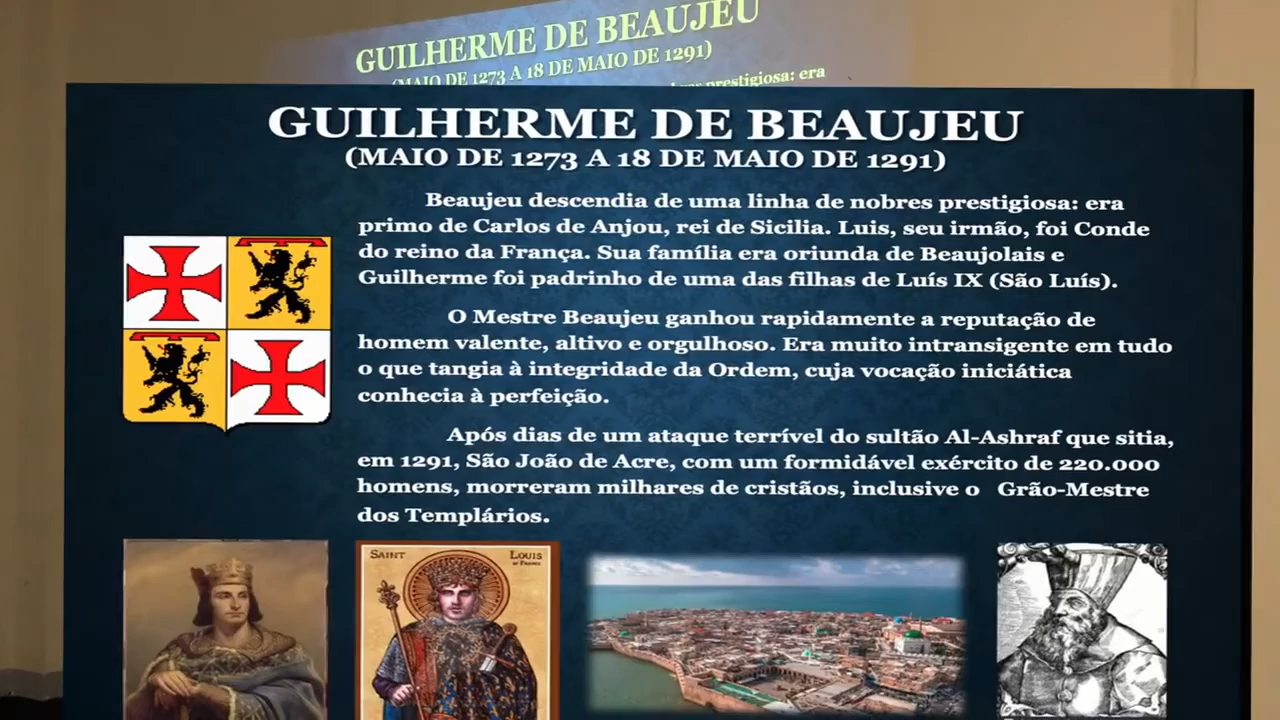 GUILHERME DE BEAUJEU
(MAIO DE 1273 A 18 DE MAIO DE 1291)
prestigiosa: era
GUILHERME DE BEAUJEU
(MAIO DE 1273 A 18 DE MAIO DE 1291)
Beaujeu descendia de uma linha de nobres prestigiosa: era
primo de Carlos de Anjou, rei de Sicilia. Luis, seu irmão, foi Conde
do reino da França. Sua família era oriunda de Beaujolais e
Guilherme foi padrinho de uma das filhas de Luís IX (São Luís).
O Mestre Beaujeu ganhou rapidamente a reputação de
homem valente, altivo e orgulhoso. Era muito intransigente em tudo
o que tangia à integridade da Ordem, cuja vocação iniciática
conhecia à perfeição.
Após dias de um ataque terrível do sultão Al-Ashraf que sitia,
em 1291, São João de Acre, com um formidável exército de 220.000
homens, morreram milhares de cristãos, inclusive o Grão-Mestre
dos Templários.
SAINT LOUIS
OF FRANCE